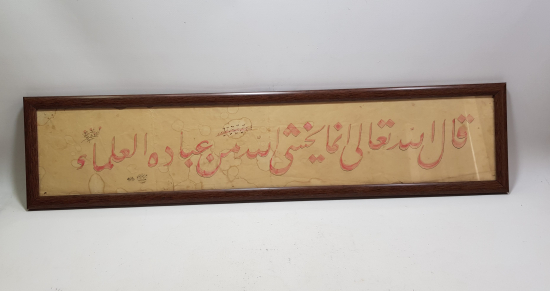 قال الله تعالى انما يخشى الله من عباده العلماء